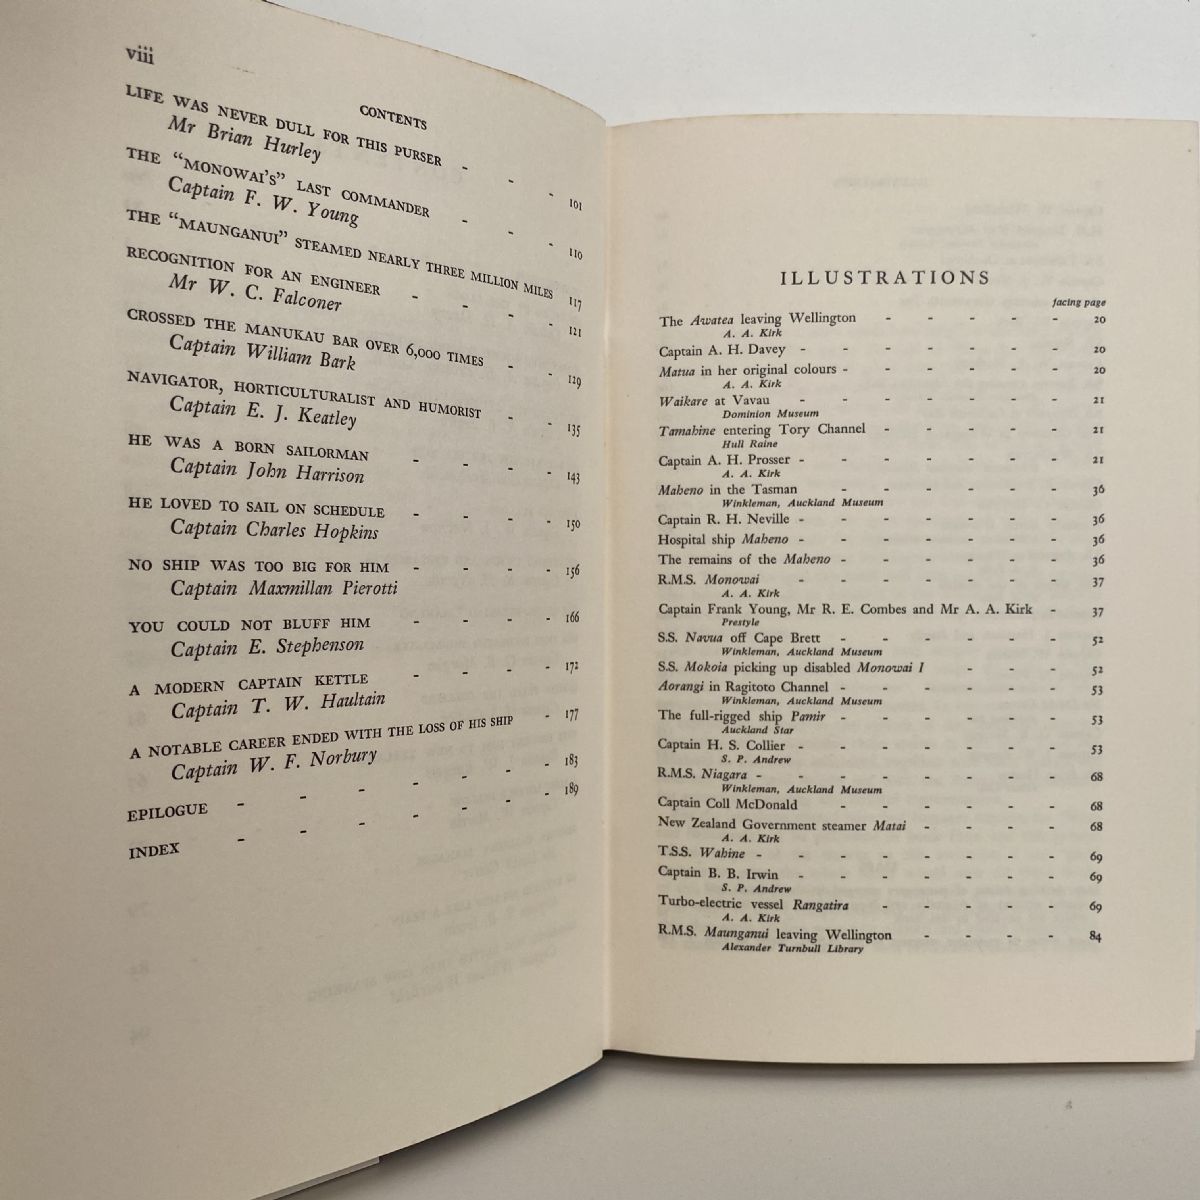 viii
CONTENTS
LIFE WAS NEVER DULL FOR THIS PURSER - - - 101
Mr Brian Hurley
THE "MONOWAI'S" LAST COMMANDER - - - 110
Captain F. W. Young
THE "MAUNGANUI" STEAMED NEARLY THREE MILLION MILES 117
RECOGNITION FOR AN ENGINEER - - - - 121
Mr W. C. Falconer
CROSSED THE MANUKAU BAR OVER 6,000 TIMES - - 129
Captain William Bark
NAVIGATOR, HORTICULTURALIST AND HUMORIST - - 135
Captain E. J. Keatley
HE WAS A BORN SAILORMAN - - - - 143
Captain John Harrison
HE LOVED TO SAIL ON SCHEDULE - - - - 150
Captain Charles Hopkins
NO SHIP WAS TOO BIG FOR HIM - - - - 156
Captain Maxmillan Pierotti
YOU COULD NOT BLUFF HIM - - - - 166
Captain E. Stephenson
A MODERN CAPTAIN KETTLE - - - - 172
Captain T. W. Haultain
A NOTABLE CAREER ENDED WITH THE LOSS OF HIS SHIP - 177
Captain W. F. Norbury
EPILOGUE - - - - - - - 183
INDEX - - - - - - - 189
ILLUSTRATIONS
facing page
The Awatea leaving Wellington - - - - - 20
A. A. Kirk
Captain A. H. Davey - - - - - - - 20
Matua in her original colours - - - - - - 20
A. A. Kirk
Waikare at Vavau - - - - - - - 21
Dominion Museum
Tamahine entering Tory Channel - - - - - 21
Hull Raine
Captain A. H. Prosser - - - - - - - 21
A. A. Kirk
Maheno in the Tasman - - - - - - 36
Winkleman, Auckland Museum
Captain R. H. Neville - - - - - - - 36
Hospital ship Maheno - - - - - - - 36
The remains of the Maheno - - - - - - 36
R.M.S. Monowai - - - - - - - 37
A. A. Kirk
Captain Frank Young, Mr R. E. Combes and Mr A. A. Kirk - 37
Prestyle
S.S. Navua off Cape Brett - - - - - - 52
Winkleman, Auckland Museum
S.S. Mokoia picking up disabled Monowai I - - - 52
Aorangi in Ragitoto Channel - - - - - - 53
Winkleman, Auckland Museum
The full-rigged ship Pamir - - - - - - 53
Auckland Star
Captain H. S. Collier - - - - - - - 53
S. P. Andrew
R.M.S. Niagara - - - - - - - - 68
Winkleman, Auckland Museum
Captain Coll McDonald - - - - - - 68
New Zealand Government steamer Matai - - - - 68
A. A. Kirk
T.S.S. Wahine - - - - - - - - 69
Captain B. B. Irwin - - - - - - - 69
S. P. Andrew
Turbo-electric vessel Rangatira - - - - - 69
A. A. Kirk
R.M.S. Maunganui leaving Wellington - - - - 84
Alexander Turnbull Library